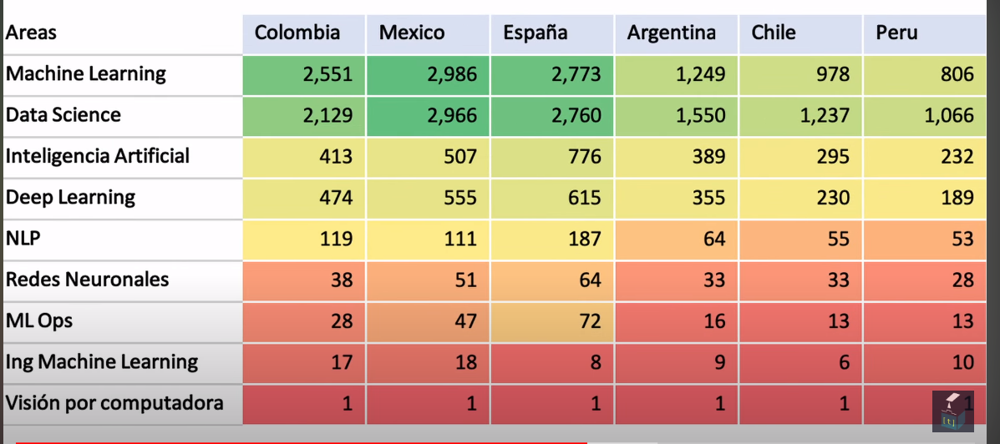 Areas Colombia Mexico España Argentina Chile Peru
Machine Learning 2,551 2,986 2,773 1,249 978 806
Data Science 2,129 2,966 2,760 1,550 1,237 1,066
Inteligencia Artificial 413 507 776 389 295 232
Deep Learning 474 555 615 355 230 189
NLP 119 111 187 64 55 53
Redes Neuronales 38 51 64 33 33 28
ML Ops 28 47 72 16 13 13
Ing Machine Learning 17 18 8 9 6 10
Visión por computadora 1 1 1 1 1 1
[t]